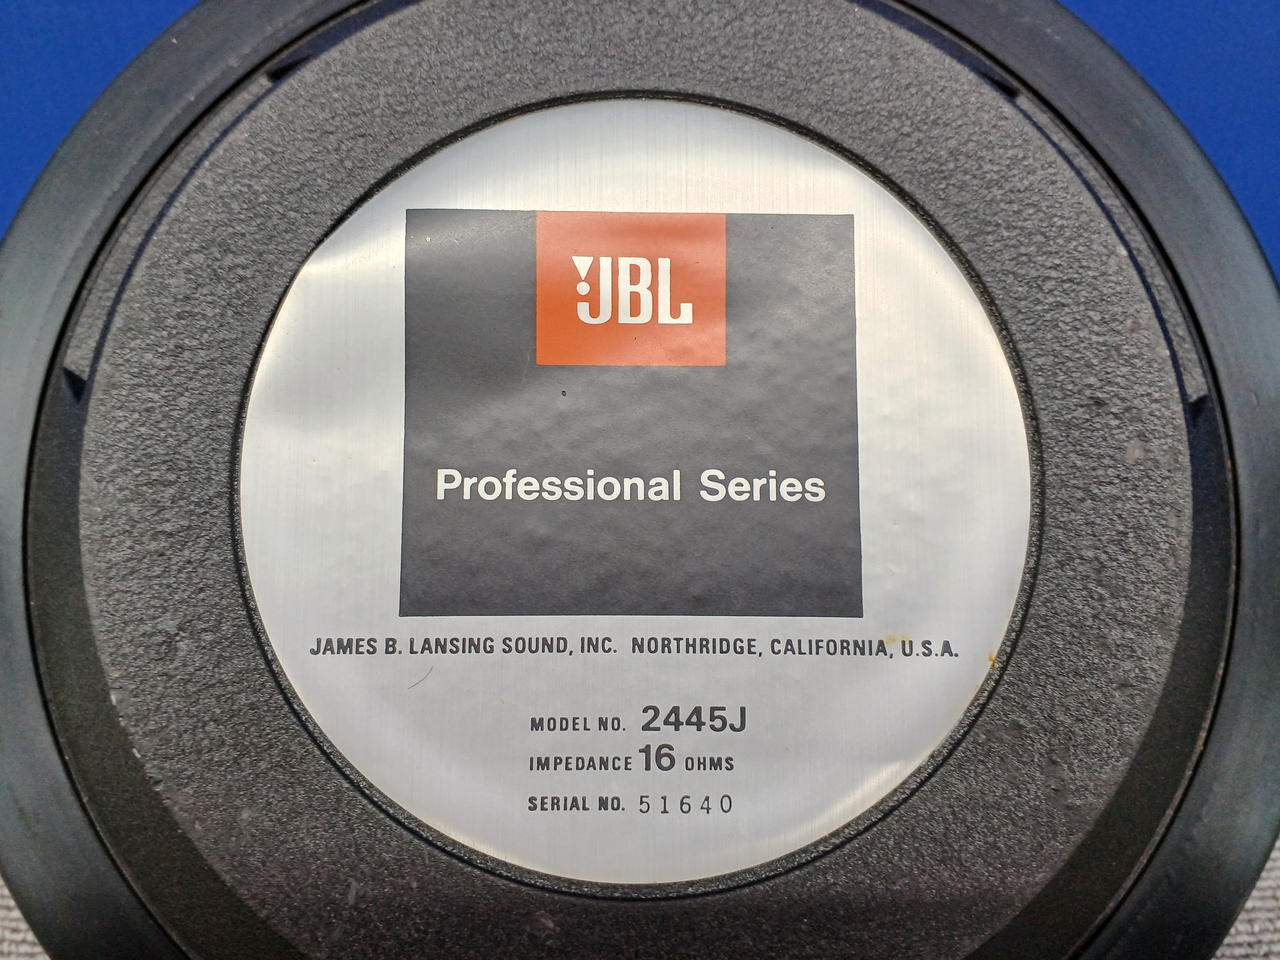 JBL
Professional Series
JAMES B. LANSING SOUND, INC. NORTHRIDGE, CALIFORNIA, U.S.A.
MODEL NO. 2445J
IMPEDANCE 16 OHMS
SERIAL NO. 51640